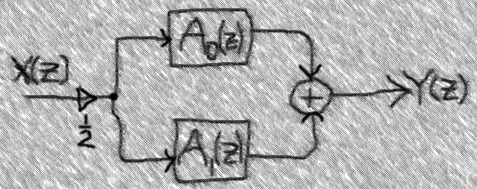 A₀(z)
X(z)
1/2
+
Y(z)
A₁(z)